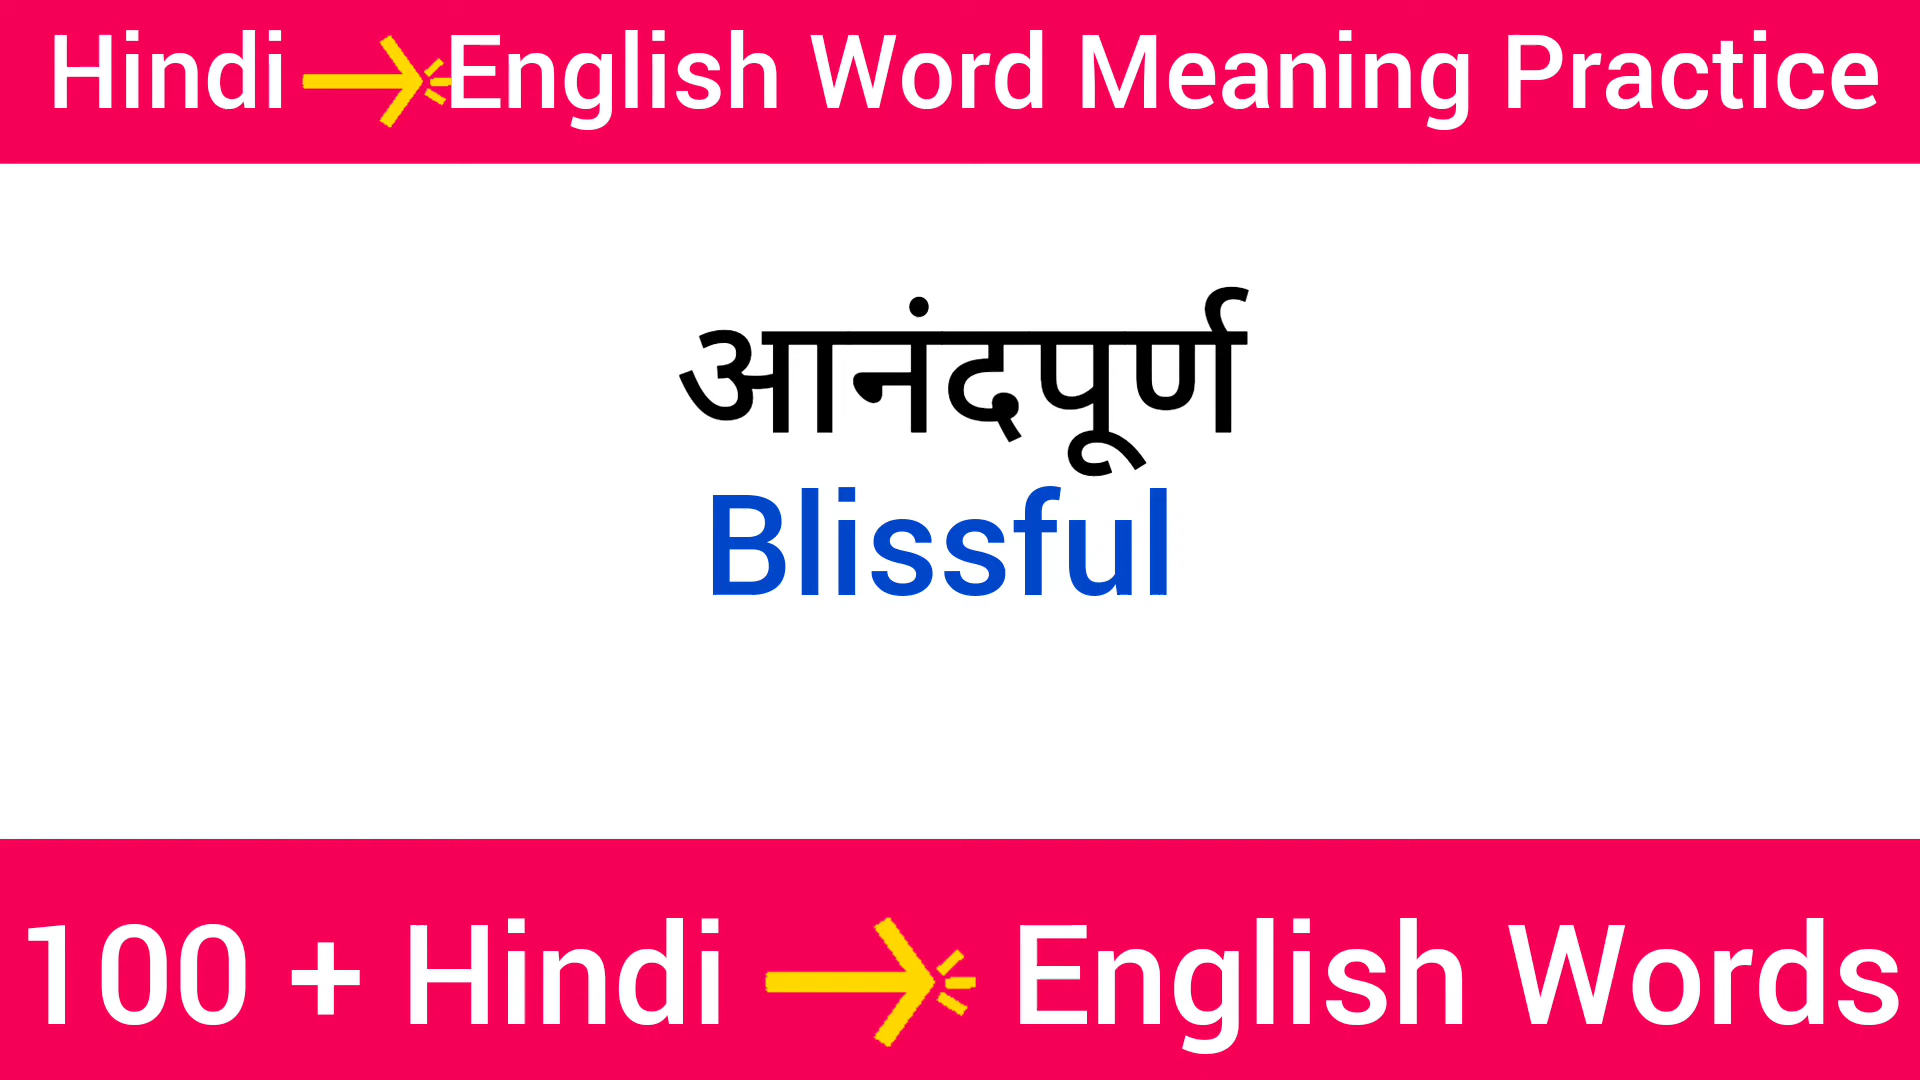 Hindi → English Word Meaning Practice
आनंदपूर्ण
Blissful
100 + Hindi → English Words